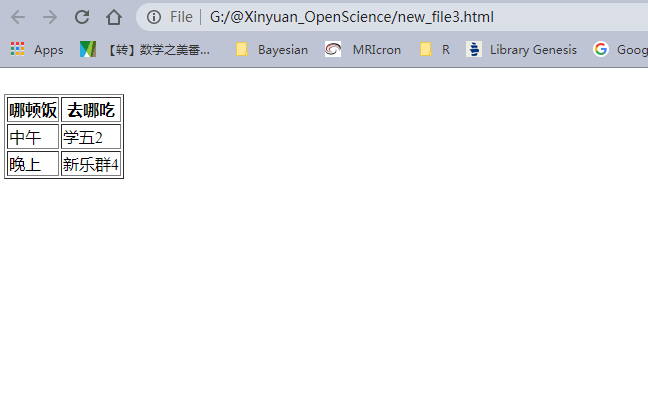 File G:/@Xinyuan_OpenScience/new_file3.html
Apps 【转】数学之美番... Bayesian MRIcron R Library Genesis Goog
哪顿饭 去哪吃
中午 学五2
晚上 新乐群4